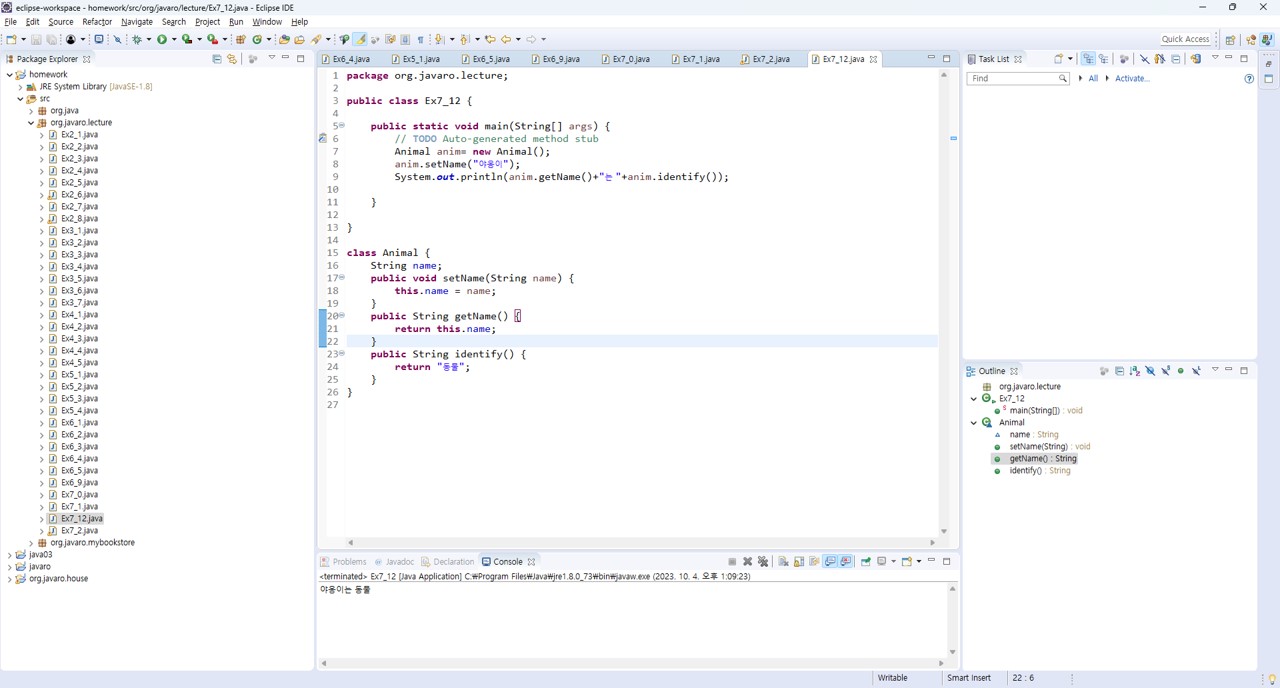 eclipse-workspace - homework/src/org/javaro/lecture/Ex7_12.java - Eclipse IDE
File Edit Source Refactor Navigate Search Project Run Window Help
Quick Access
Package Explorer
homework
JRE System Library [JavaSE-1.8]
src
org.java
org.javaro.lecture
Ex2_1.java
Ex2_2.java
Ex2_3.java
Ex2_4.java
Ex2_5.java
Ex2_6.java
Ex2_7.java
Ex2_8.java
Ex3_1.java
Ex3_2.java
Ex3_3.java
Ex3_4.java
Ex3_5.java
Ex3_6.java
Ex3_7.java
Ex4_1.java
Ex4_2.java
Ex4_3.java
Ex4_4.java
Ex4_5.java
Ex5_1.java
Ex5_2.java
Ex5_3.java
Ex5_4.java
Ex6_1.java
Ex6_2.java
Ex6_3.java
Ex6_4.java
Ex6_5.java
Ex6_9.java
Ex7_0.java
Ex7_1.java
Ex7_12.java
Ex7_2.java
org.javaro.mybookstore
java03
javaro
org.javaro.house
Ex6_4.java Ex5_1.java Ex6_5.java Ex6_9.java Ex7_0.java Ex7_1.java Ex7_2.java Ex7_12.java
1 package org.javaro.lecture;
2
3 public class Ex7_12 {
4
5 public static void main(String[] args) {
6 // TODO Auto-generated method stub
7 Animal anim= new Animal();
8 anim.setName("야옹이");
9 System.out.println(anim.getName()+"는 "+anim.identify());
10
11 }
12
13 }
14
15 class Animal {
16 String name;
17 public void setName(String name) {
18 this.name = name;
19 }
20 public String getName() {
21 return this.name;
22 }
23 public String identify() {
24 return "동물";
25 }
26 }
27
Problems Javadoc Declaration Console
<terminated> Ex7_12 [Java Application] C:₩Program Files₩Java₩jre1.8.0_73₩bin₩javaw.exe (2023. 10. 4. 오후 1:09:23)
야옹이는 동물
Task List
Find All Activate...
Outline
org.javaro.lecture
Ex7_12
main(String[]) : void
Animal
name : String
setName(String) : void
getName() : String
identify() : String
Writable Smart Insert 22 : 6